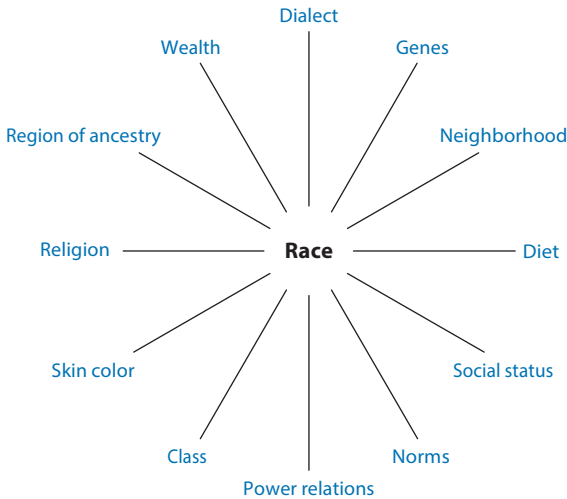 Dialect
Wealth
Genes
Region of ancestry
Neighborhood
Religion
Race
Diet
Skin color
Social status
Class
Norms
Power relations